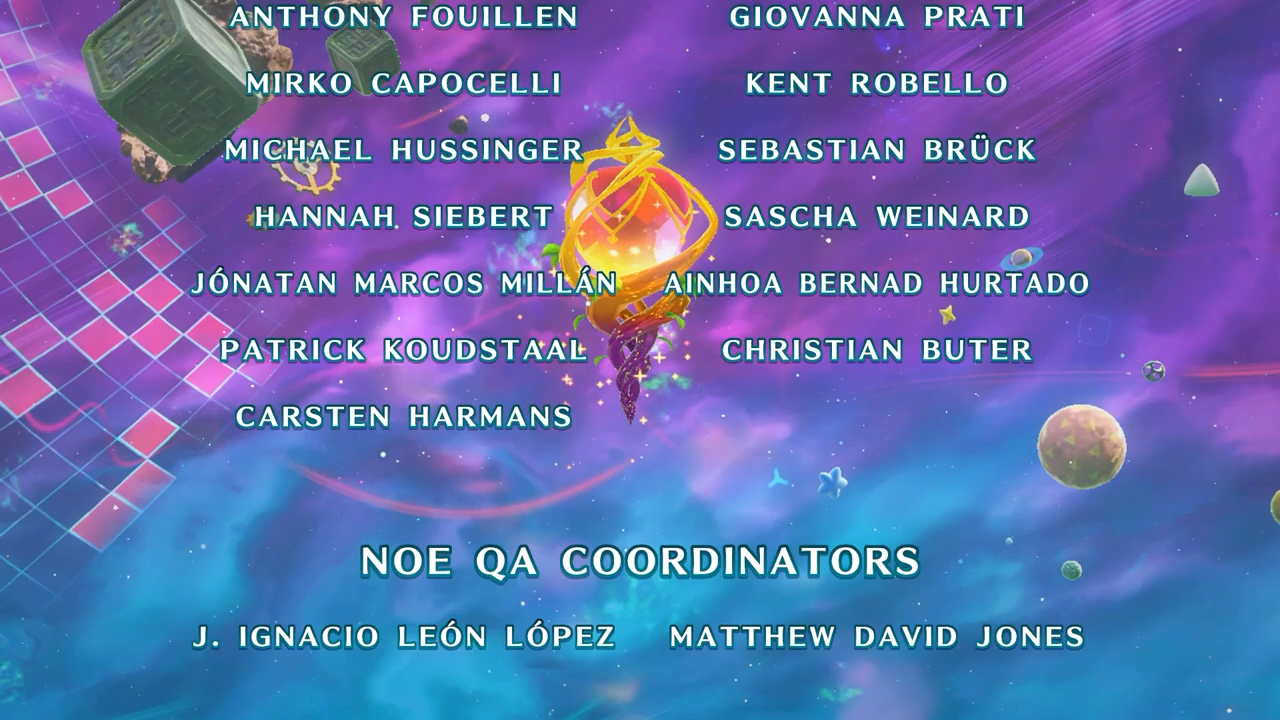 ANTHONY FOUILLEN GIOVANNA PRATI
MIRKO CAPOCELLI KENT ROBELLO
MICHAEL HUSSINGER SEBASTIAN BRÜCK
HANNAH SIEBERT SASCHA WEINARD
JÓNATAN MARCOS MILLÁN AINHOA BERNAD HURTADO
PATRICK KOUDSTAAL CHRISTIAN BUTER
CARSTEN HARMANS
NOE QA COORDINATORS
J. IGNACIO LEÓN LÓPEZ MATTHEW DAVID JONES